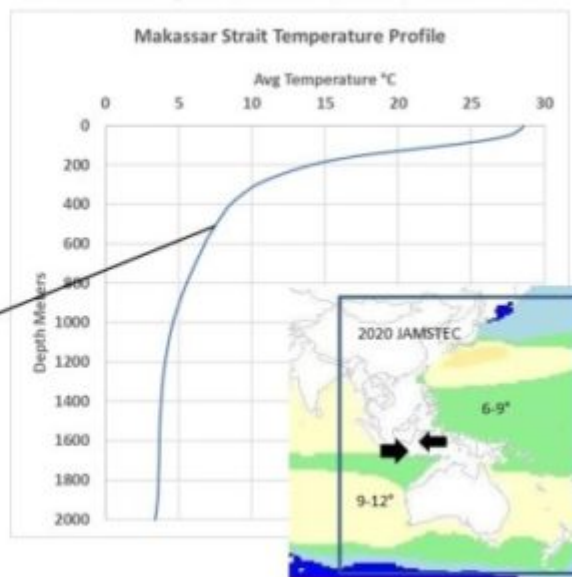 Makassar Strait Temperature Profile
Avg Temperature °C
0 5 10 15 20 25 30
0
200
400
600
800
1000
1200
1400
1600
1800
2000
Depth Meters
2020 JAMSTEC
6-9°
9-12°